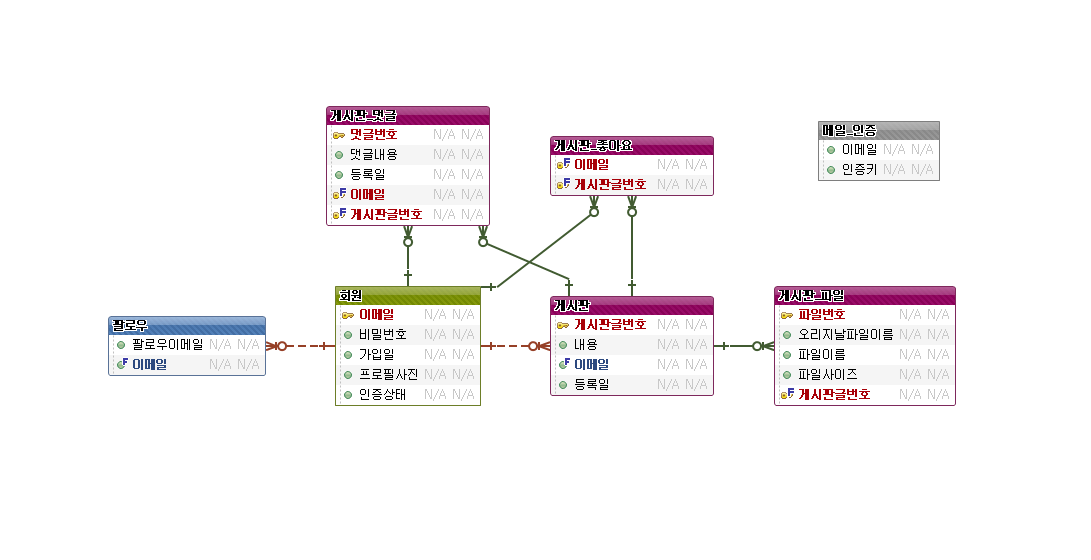 게시판_댓글
댓글번호 N/A N/A
댓글내용 N/A N/A
등록일 N/A N/A
이메일 N/A N/A
게시판글번호 N/A N/A
게시판_좋아요
이메일 N/A N/A
게시판글번호 N/A N/A
메일_인증
이메일 N/A N/A
인증키 N/A N/A
팔로우
팔로우이메일 N/A N/A
이메일 N/A N/A
회원
이메일 N/A N/A
비밀번호 N/A N/A
가입일 N/A N/A
프로필사진 N/A N/A
인증상태 N/A N/A
게시판
게시판글번호 N/A N/A
내용 N/A N/A
이메일 N/A N/A
등록일 N/A N/A
게시판_파일
파일번호 N/A N/A
오리지날파일이름 N/A N/A
파일이름 N/A N/A
파일사이즈 N/A N/A
게시판글번호 N/A N/A